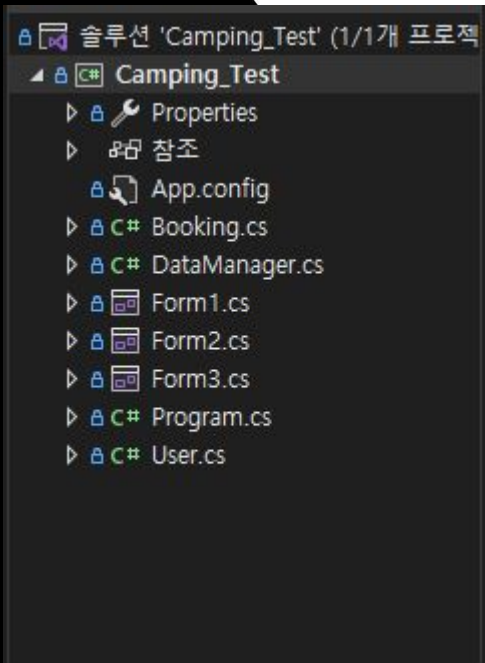 솔루션 'Camping_Test' (1/1개 프로젝
C# Camping_Test
Properties
참조
App.config
C# Booking.cs
C# DataManager.cs
Form1.cs
Form2.cs
Form3.cs
C# Program.cs
C# User.cs